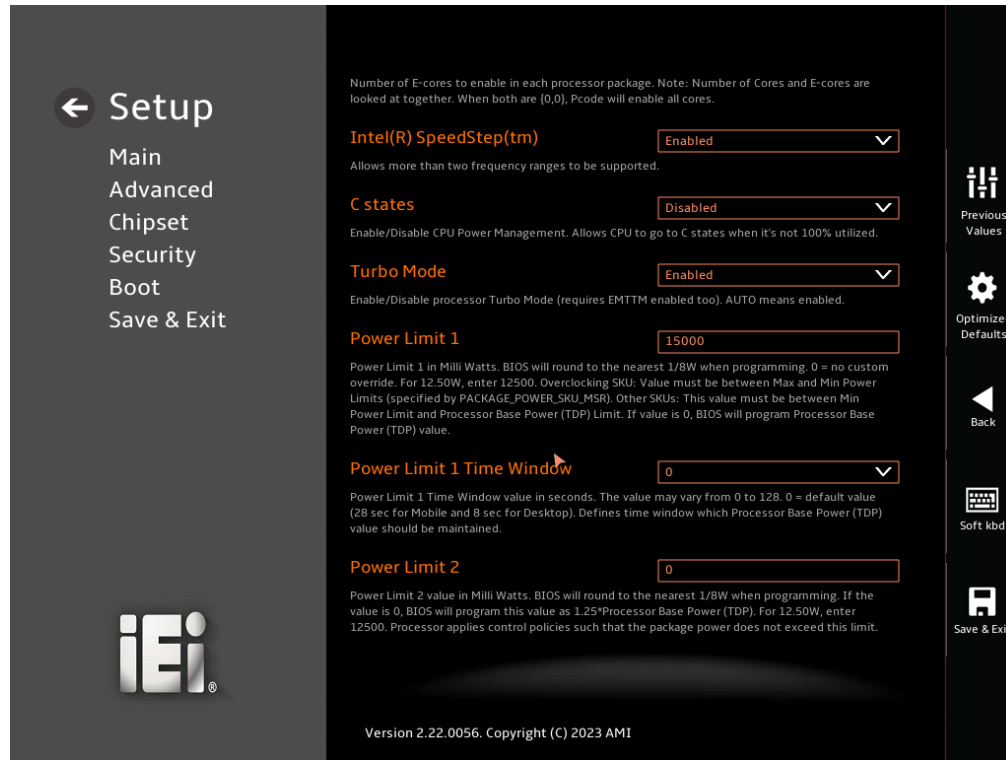 Setup
Main
Advanced
Chipset
Security
Boot
Save & Exit
iEi
®
Number of E-cores to enable in each processor package. Note: Number of Cores and E-cores are
looked at together. When both are {0,0}, Pcode will enable all cores.
Intel(R) SpeedStep(tm)
Enabled
Allows more than two frequency ranges to be supported.
C states
Disabled
Enable/Disable CPU Power Management. Allows CPU to go to C states when it's not 100% utilized.
Turbo Mode
Enabled
Enable/Disable processor Turbo Mode (requires EMTTM enabled too). AUTO means enabled.
Power Limit 1
15000
Power Limit 1 in Milli Watts. BIOS will round to the nearest 1/8W when programming. 0 = no custom
override. For 12.50W, enter 12500. Overclocking SKU: Value must be between Max and Min Power
Limits (specified by PACKAGE_POWER_SKU_MSR). Other SKUs: This value must be between Min
Power Limit and Processor Base Power (TDP) Limit. If value is 0, BIOS will program Processor Base
Power (TDP) value.
Power Limit 1 Time Window
0
Power Limit 1 Time Window value in seconds. The value may vary from 0 to 128. 0 = default value
(28 sec for Mobile and 8 sec for Desktop). Defines time window which Processor Base Power (TDP)
value should be maintained.
Power Limit 2
0
Power Limit 2 value in Milli Watts. BIOS will round to the nearest 1/8W when programming. If the
value is 0, BIOS will program this value as 1.25*Processor Base Power (TDP). For 12.50W, enter
12500. Processor applies control policies such that the package power does not exceed this limit.
Version 2.22.0056. Copyright (C) 2023 AMI
Previous
Values
Optimize
Defaults
Back
Soft kbd
Save & Exi